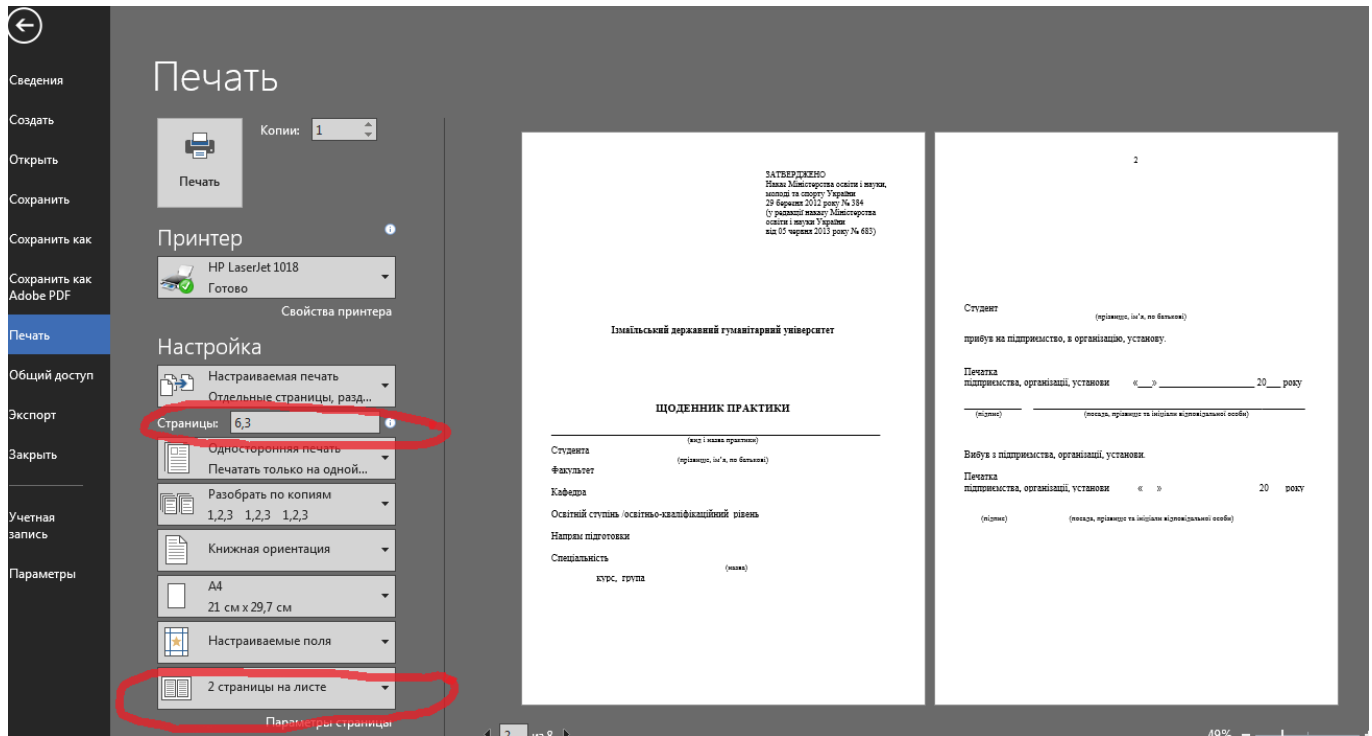 Сведения
Создать
Открыть
Сохранить
Сохранить как
Сохранить как
Adobe PDF
Печать
Общий доступ
Экспорт
Закрыть
Учетная
запись
Параметры
Печать
Копии: 1
Печать
Принтер
HP LaserJet 1018
Готово
Свойства принтера
Настройка
Настраиваемая печать
Отдельные страницы, разд...
Страницы: 6,3
Односторонняя печать
Печатать только на одной...
Разобрать по копиям
1,2,3 1,2,3 1,2,3
Книжная ориентация
А4
21 см x 29,7 см
Настраиваемые поля
2 страницы на листе
Параметры страницы
ЗАТВЕРДЖЕНО
Наказ Міністерства освіти і науки,
молоді та спорту України
29 березня 2012 року № 384
(у редакції наказу Міністерства
освіти і науки України
від 05 червня 2013 року № 683)
Ізмаїльський державний гуманітарний університет
ЩОДЕННИК ПРАКТИКИ
(вид і назва практики)
Студента
(прізвище, ім’я, по батькові)
Факультет
Кафедра
Освітній ступінь /освітньо-кваліфікаційний рівень
Напрям підготовки
Спеціальність
(назва)
курс, група
2
Студент
(прізвище, ім’я, по батькові)
прибув на підприємство, в організацію, установу.
Печатка
підприємства, організації, установи «___» ____________________ 20___ року
(підпис) (посада, прізвище та ініціали відповідальної особи)
Вибув з підприємства, організації, установи.
Печатка
підприємства, організації, установи « » 20 року
(підпис) (посада, прізвище та ініціали відповідальної особи)
2 из 8
49%